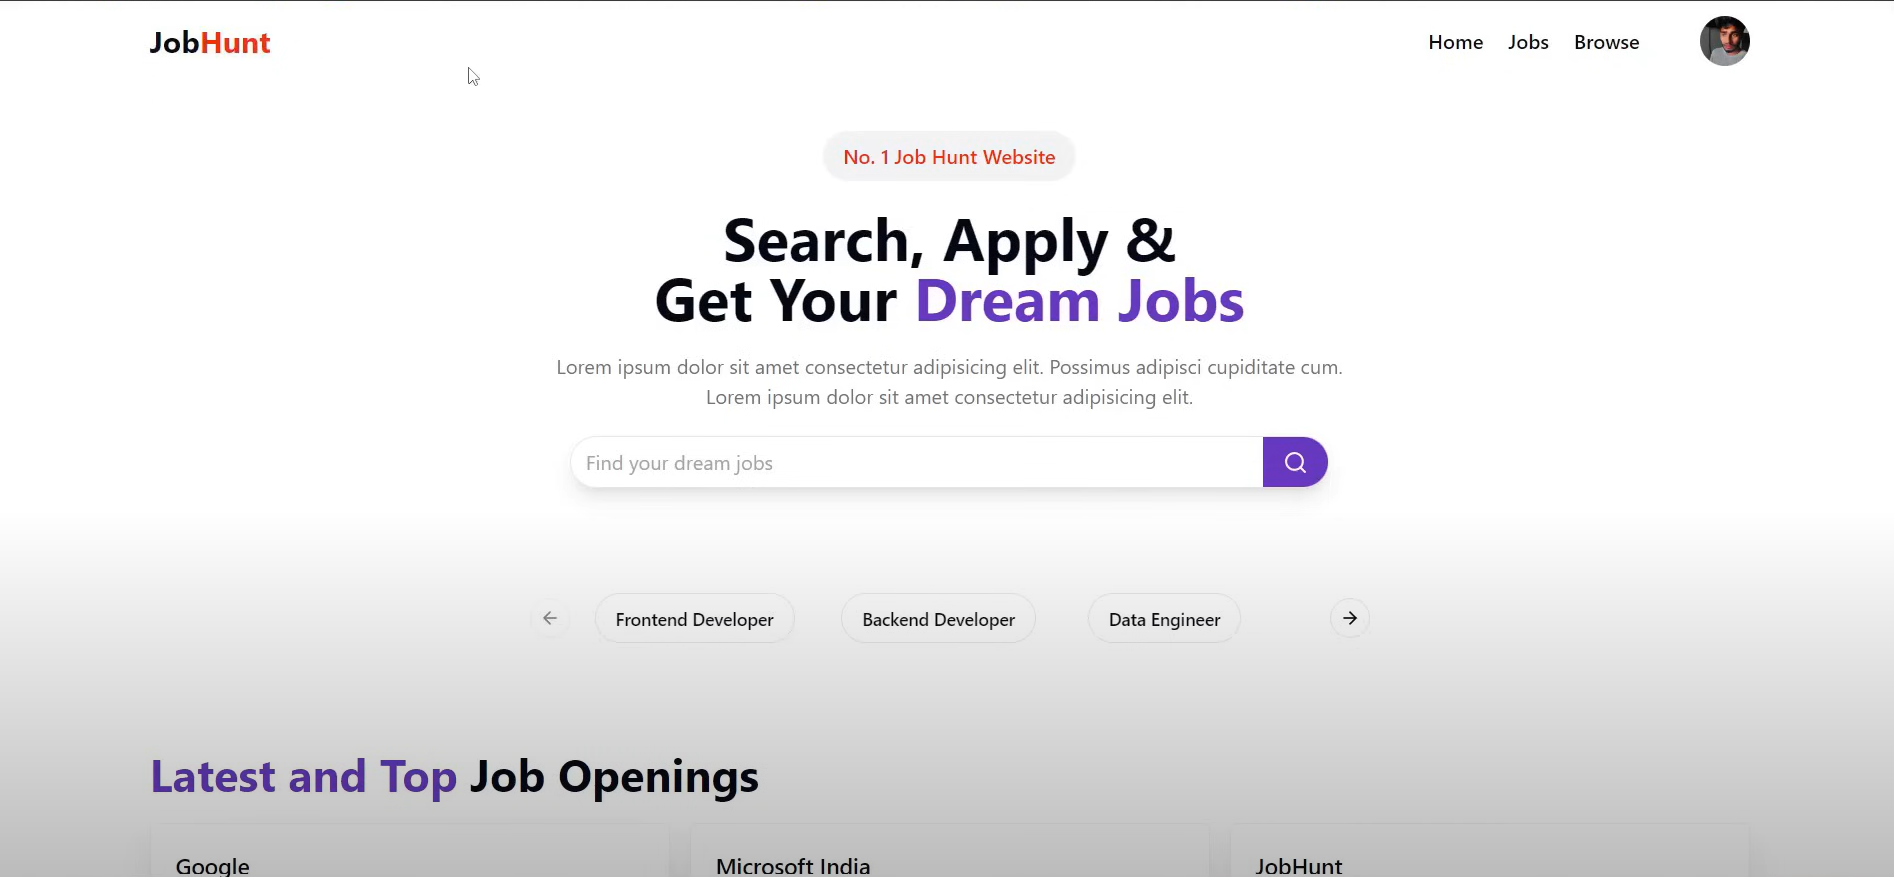 JobHunt
Home Jobs Browse
No. 1 Job Hunt Website
Search, Apply &
Get Your Dream Jobs
Lorem ipsum dolor sit amet consectetur adipisicing elit. Possimus adipisci cupiditate cum.
Lorem ipsum dolor sit amet consectetur adipisicing elit.
Find your dream jobs
Frontend Developer Backend Developer Data Engineer
Latest and Top Job Openings
Google Microsoft India JobHunt